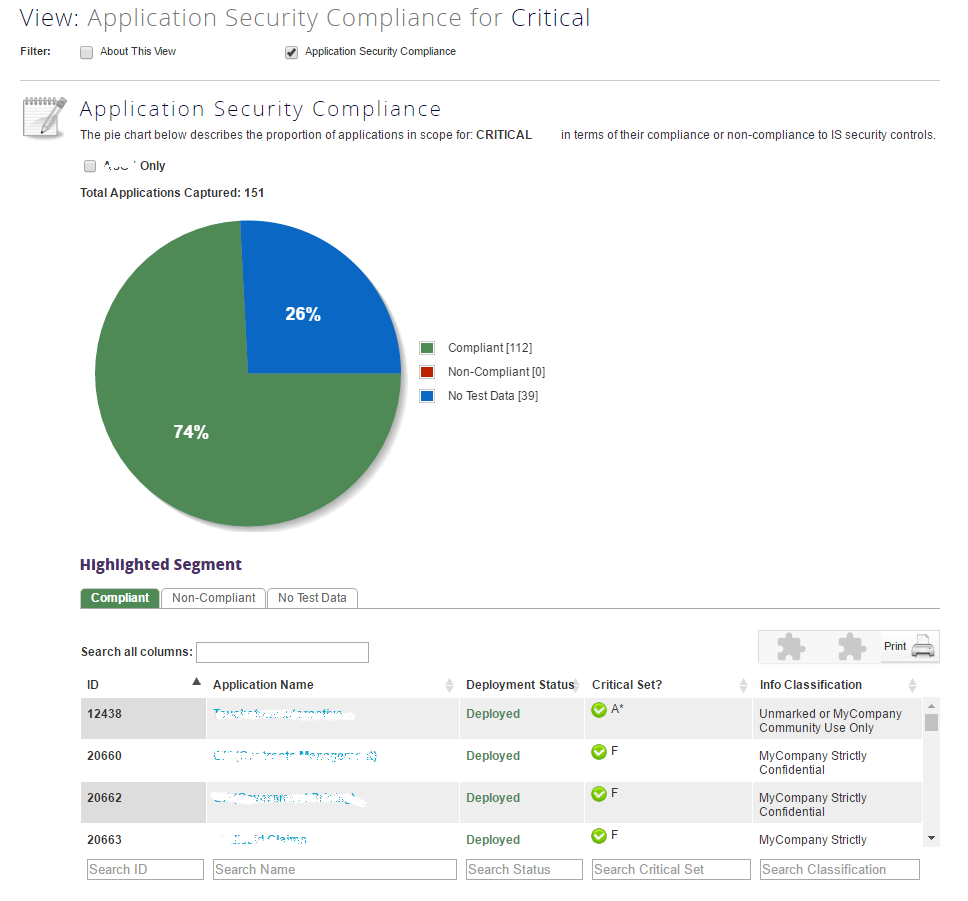 View: Application Security Compliance for Critical
Filter: About This View Application Security Compliance
Application Security Compliance
The pie chart below describes the proportion of applications in scope for: CRITICAL in terms of their compliance or non-compliance to IS security controls.
Only
Total Applications Captured: 151
26%
74%
Compliant [112]
Non-Compliant [0]
No Test Data [39]
Highlighted Segment
Compliant Non-Compliant No Test Data
Search all columns: Print
ID Application Name Deployment Status Critical Set? Info Classification
12438 Deployed A* Unmarked or MyCompany
Community Use Only
20660 Deployed F MyCompany Strictly
Confidential
20662 Deployed F MyCompany Strictly
Confidential
20663 Claims Deployed F MyCompany Strictly
Search ID Search Name Search Status Search Critical Set Search Classification